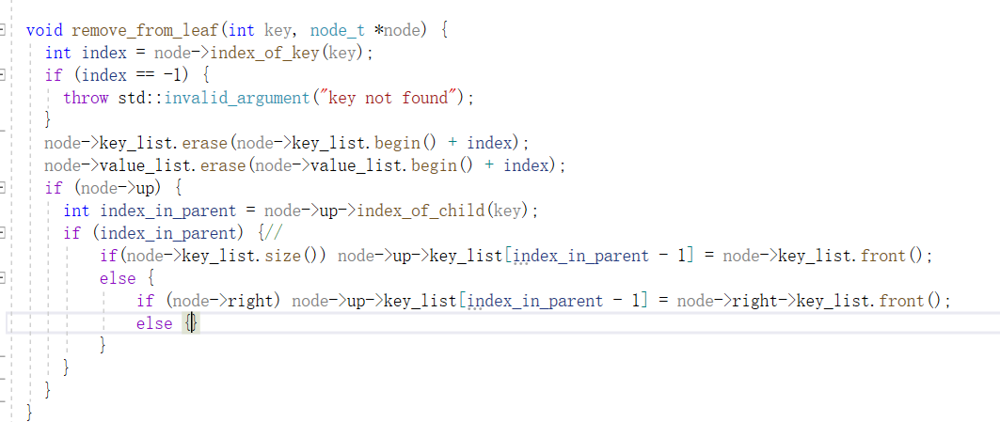 void remove_from_leaf(int key, node_t *node) {
int index = node->index_of_key(key);
if (index == -1) {
throw std::invalid_argument("key not found");
}
node->key_list.erase(node->key_list.begin() + index);
node->value_list.erase(node->value_list.begin() + index);
if (node->up) {
int index_in_parent = node->up->index_of_child(key);
if (index_in_parent) {//
if(node->key_list.size()) node->up->key_list[index_in_parent - 1] = node->key_list.front();
else {
if (node->right) node->up->key_list[index_in_parent - 1] = node->right->key_list.front();
else {}
}
}
}
}